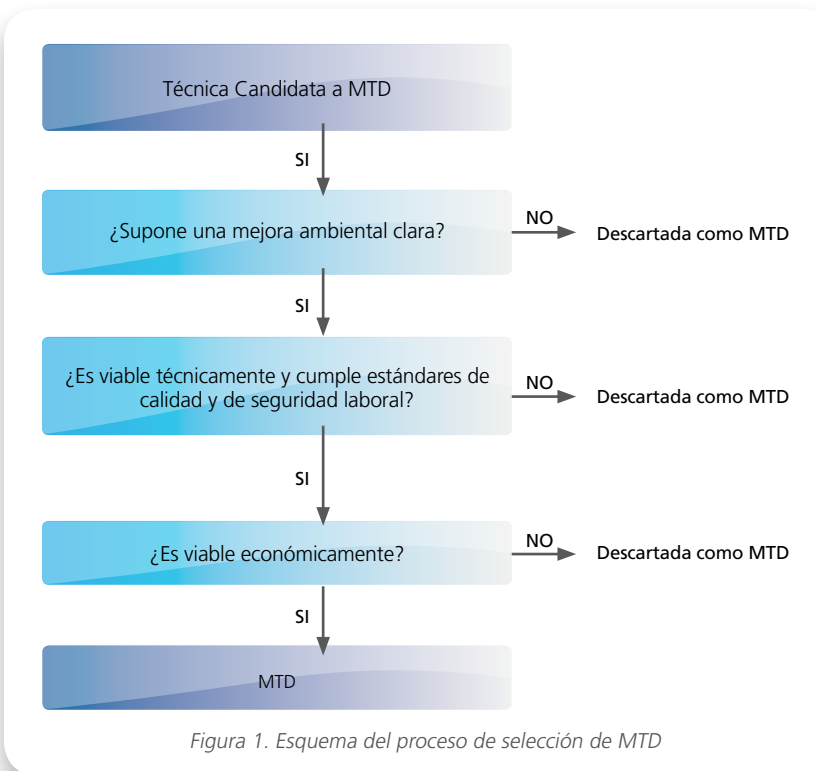 Técnica Candidata a MTD
SI
¿Supone una mejora ambiental clara?
NO
Descartada como MTD
SI
¿Es viable técnicamente y cumple estándares de
calidad y de seguridad laboral?
NO
Descartada como MTD
SI
¿Es viable económicamente?
NO
Descartada como MTD
SI
MTD
Figura 1. Esquema del proceso de selección de MTD